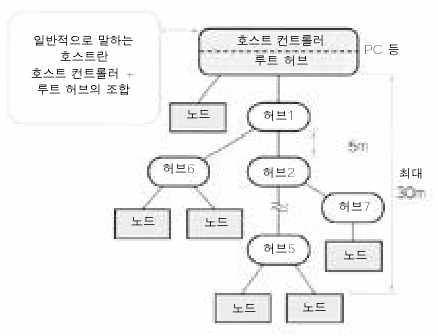 일반적으로 말하는
호스트란
호스트 컨트롤러 +
루트 허브의 조합
호스트 컨트롤러
루트 허브
PC 등
노드
허브1
5m
허브6
허브2
최대
30m
허브7
노드
노드
허브5
노드
노드
노드